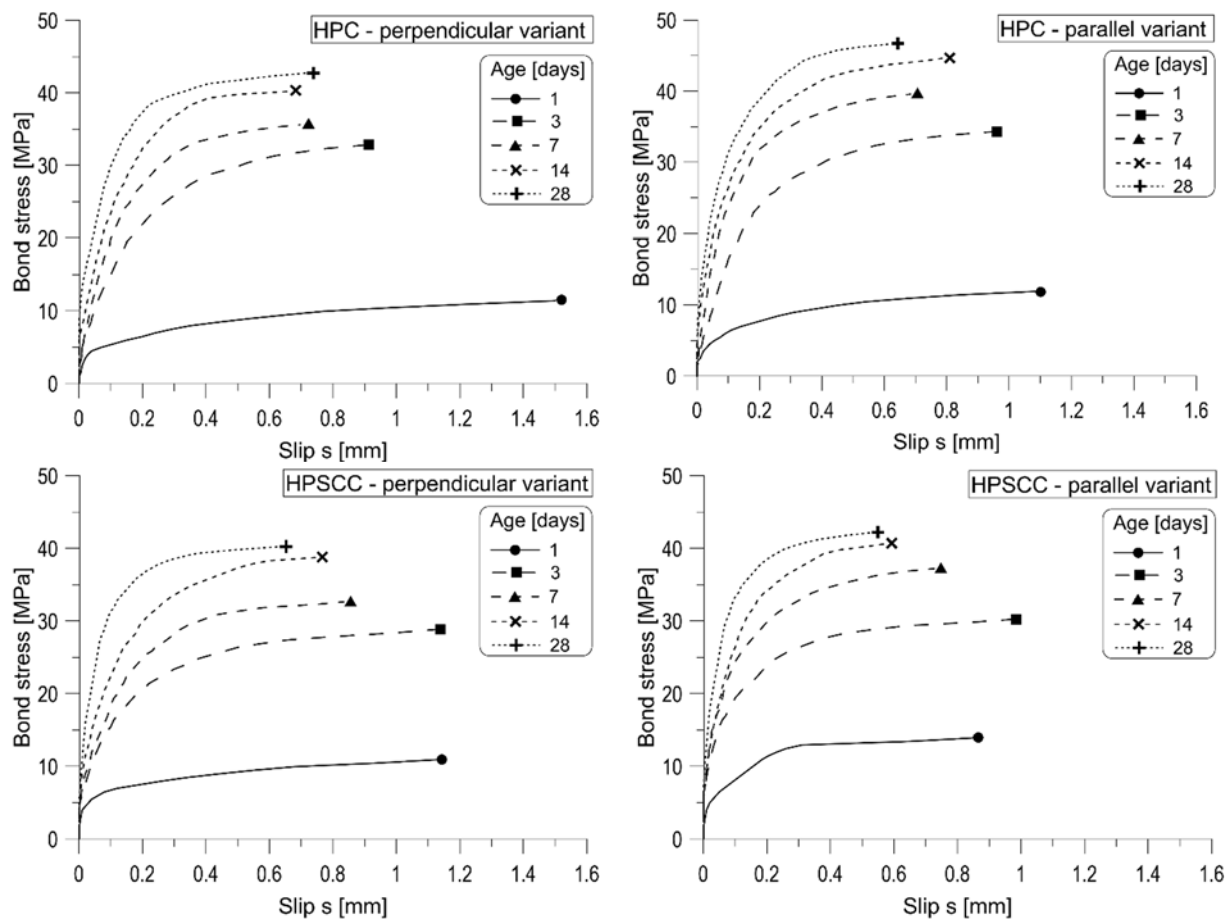 HPC - perpendicular variant
Bond stress [MPa]
50
40
30
20
10
0
Age [days]
1
3
7
14
28
0 0.2 0.4 0.6 0.8 1 1.2 1.4 1.6
Slip s [mm]
HPC - parallel variant
Bond stress [MPa]
50
40
30
20
10
0
Age [days]
1
3
7
14
28
0 0.2 0.4 0.6 0.8 1 1.2 1.4 1.6
Slip s [mm]
HPSCC - perpendicular variant
Bond stress [MPa]
50
40
30
20
10
0
Age [days]
1
3
7
14
28
0 0.2 0.4 0.6 0.8 1 1.2 1.4 1.6
Slip s [mm]
HPSCC - parallel variant
Bond stress [MPa]
50
40
30
20
10
0
Age [days]
1
3
7
14
28
0 0.2 0.4 0.6 0.8 1 1.2 1.4 1.6
Slip s [mm]